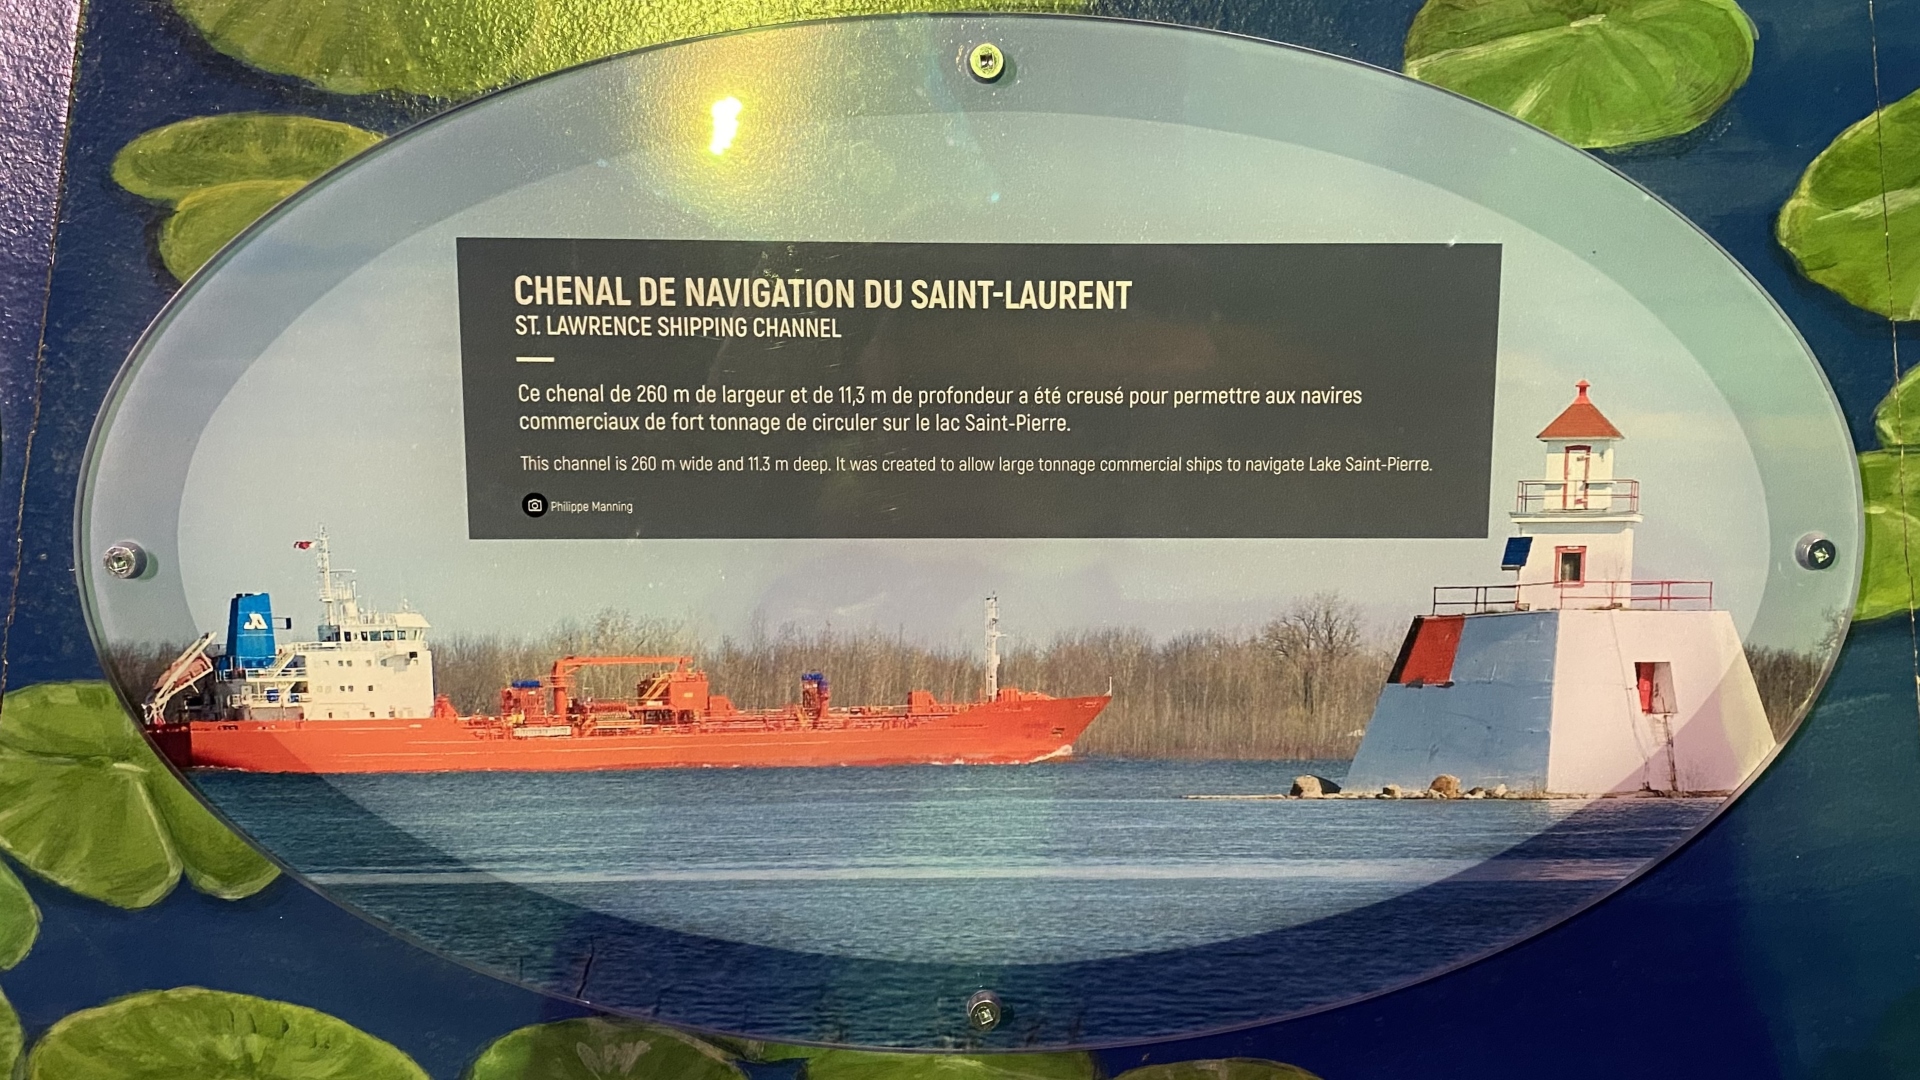 CHENAL DE NAVIGATION DU SAINT-LAURENT
ST. LAWRENCE SHIPPING CHANNEL
Ce chenal de 260 m de largeur et de 11,3 m de profondeur a été creusé pour permettre aux navires
commerciaux de fort tonnage de circuler sur le lac Saint-Pierre.
This channel is 260 m wide and 11.3 m deep. It was created to allow large tonnage commercial ships to navigate Lake Saint-Pierre.
Philippe Manning